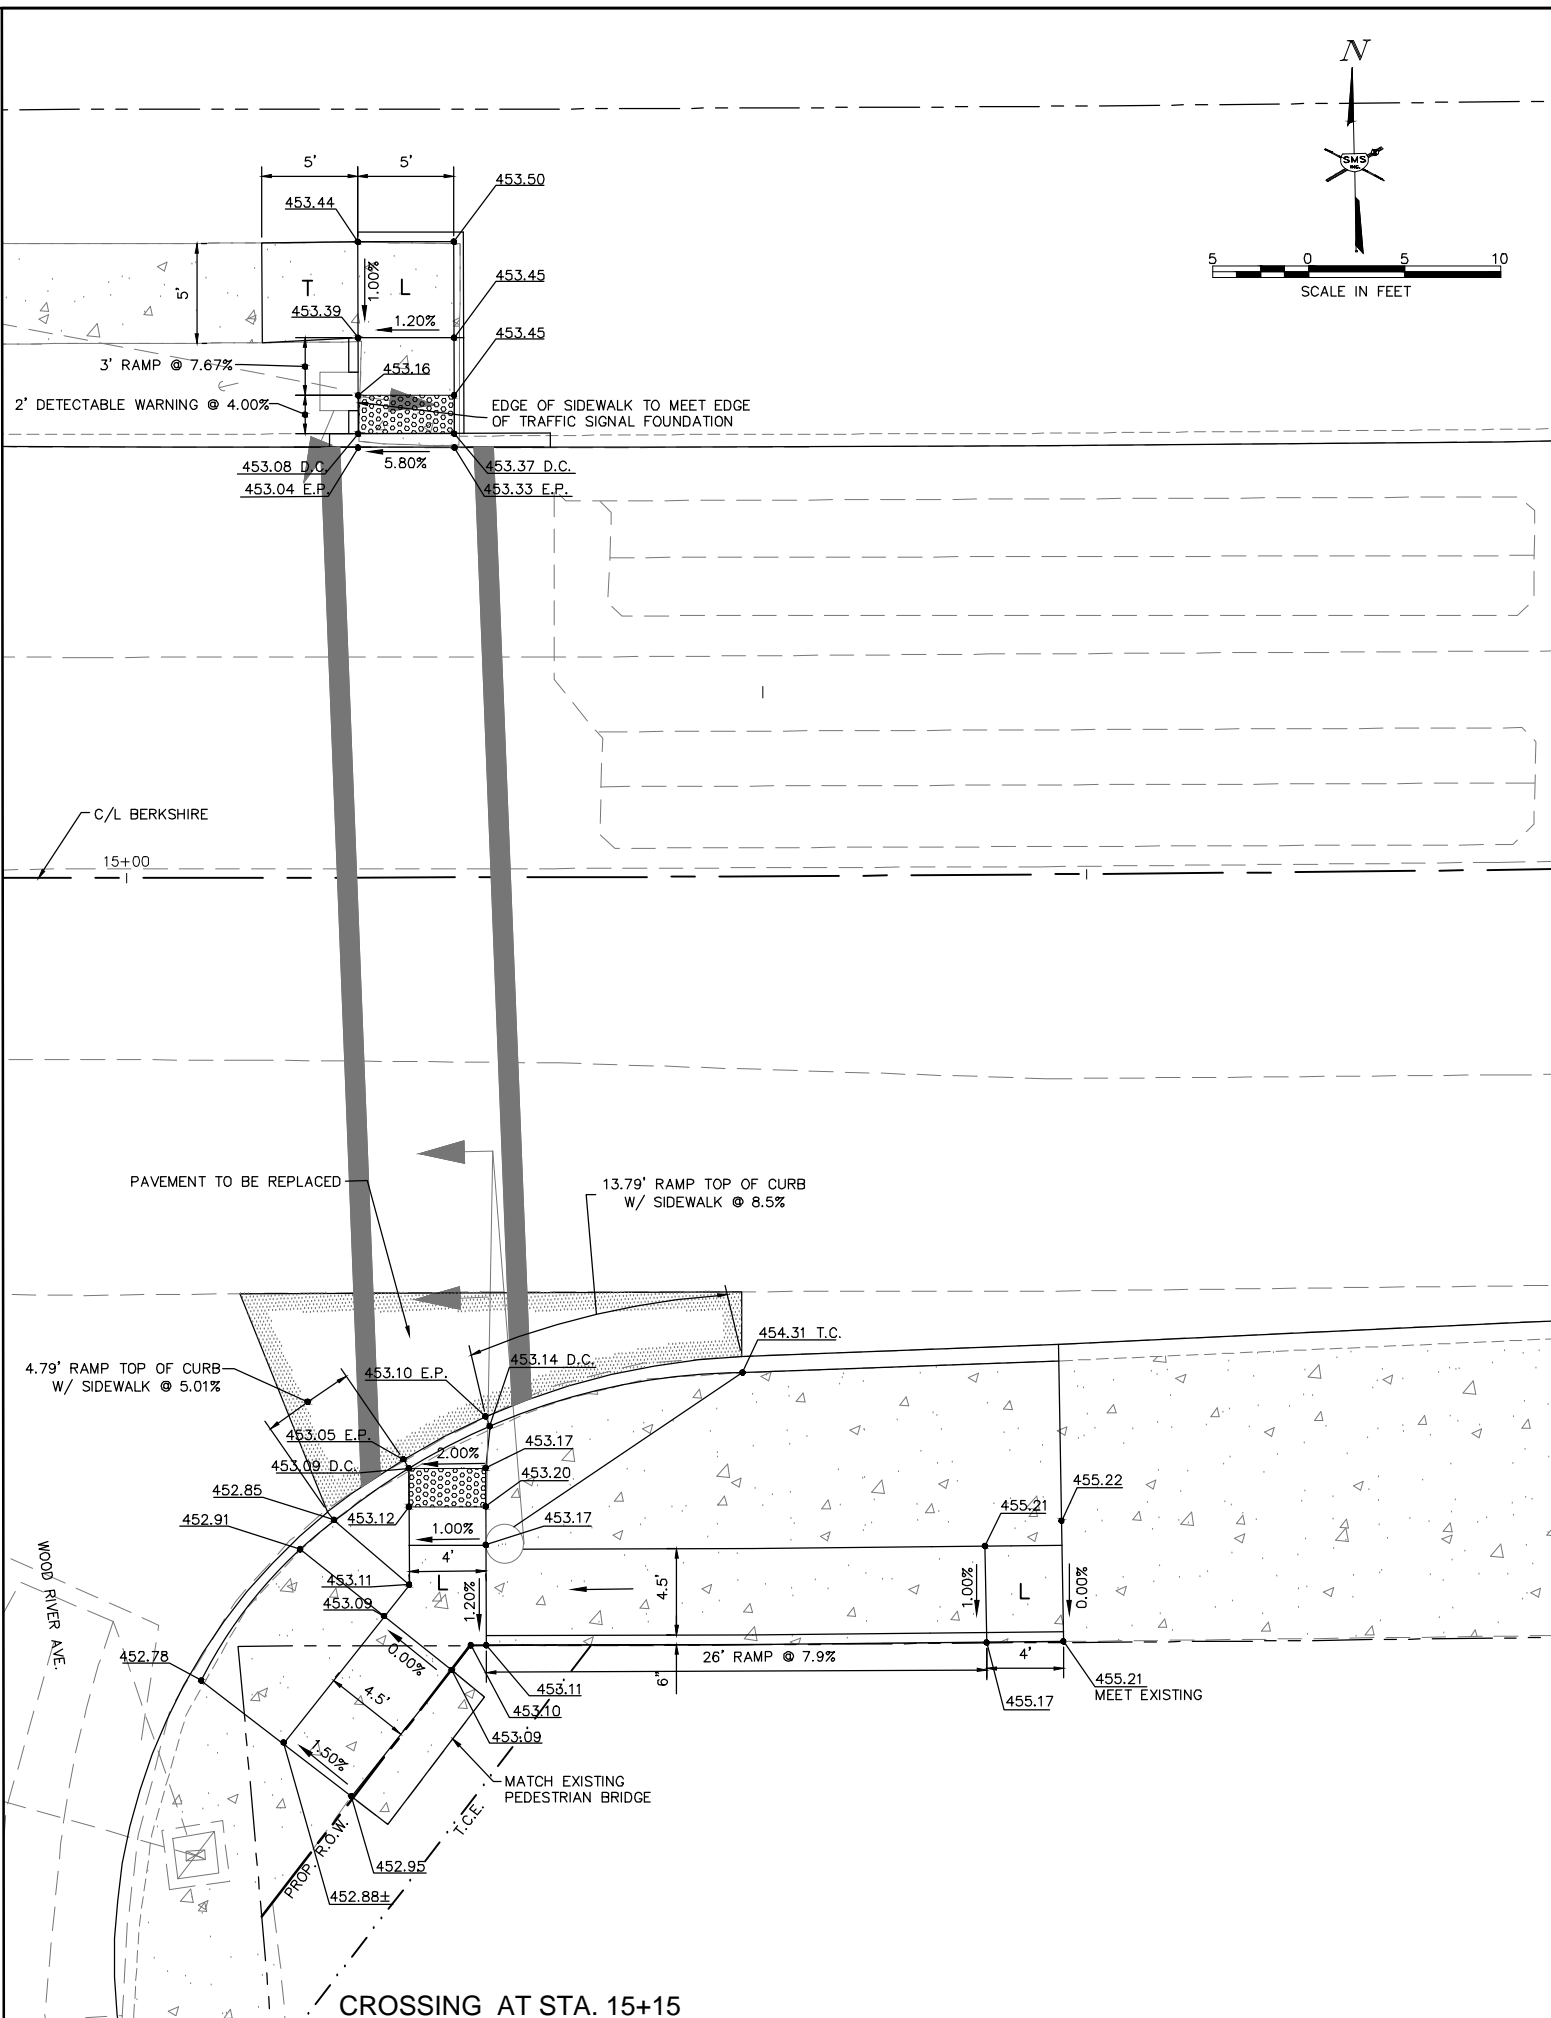 N
SMS
INC.
5 0 5 10
SCALE IN FEET
5' 5'
453.50
453.44
5'
T
1.00%
L
453.45
453.39
1.20%
453.45
3' RAMP @ 7.67%
453.16
2' DETECTABLE WARNING @ 4.00%
EDGE OF SIDEWALK TO MEET EDGE
OF TRAFFIC SIGNAL FOUNDATION
453.08 D.C.
5.80%
453.37 D.C.
453.04 E.P.
453.33 E.P.
C/L BERKSHIRE
15+00
PAVEMENT TO BE REPLACED
13.79' RAMP TOP OF CURB
W/ SIDEWALK @ 8.5%
454.31 T.C.
4.79' RAMP TOP OF CURB
W/ SIDEWALK @ 5.01%
453.10 E.P.
453.14 D.C.
453.05 E.P.
2.00%
453.17
453.09 D.C.
453.20
452.85
453.12
453.17
452.91
1.00%
455.22
455.21
4'
453.11
L
1.20%
4.5'
1.00%
L
0.00%
453.09
WOOD RIVER AVE.
452.78
0.00%
26' RAMP @ 7.9%
6"
4'
4.5'
453.11
453.10
455.21
MEET EXISTING
455.17
453.09
1.50%
MATCH EXISTING
PEDESTRIAN BRIDGE
T.C.E.
PROP. R.O.W.
452.95
452.88±
CROSSING AT STA. 15+15